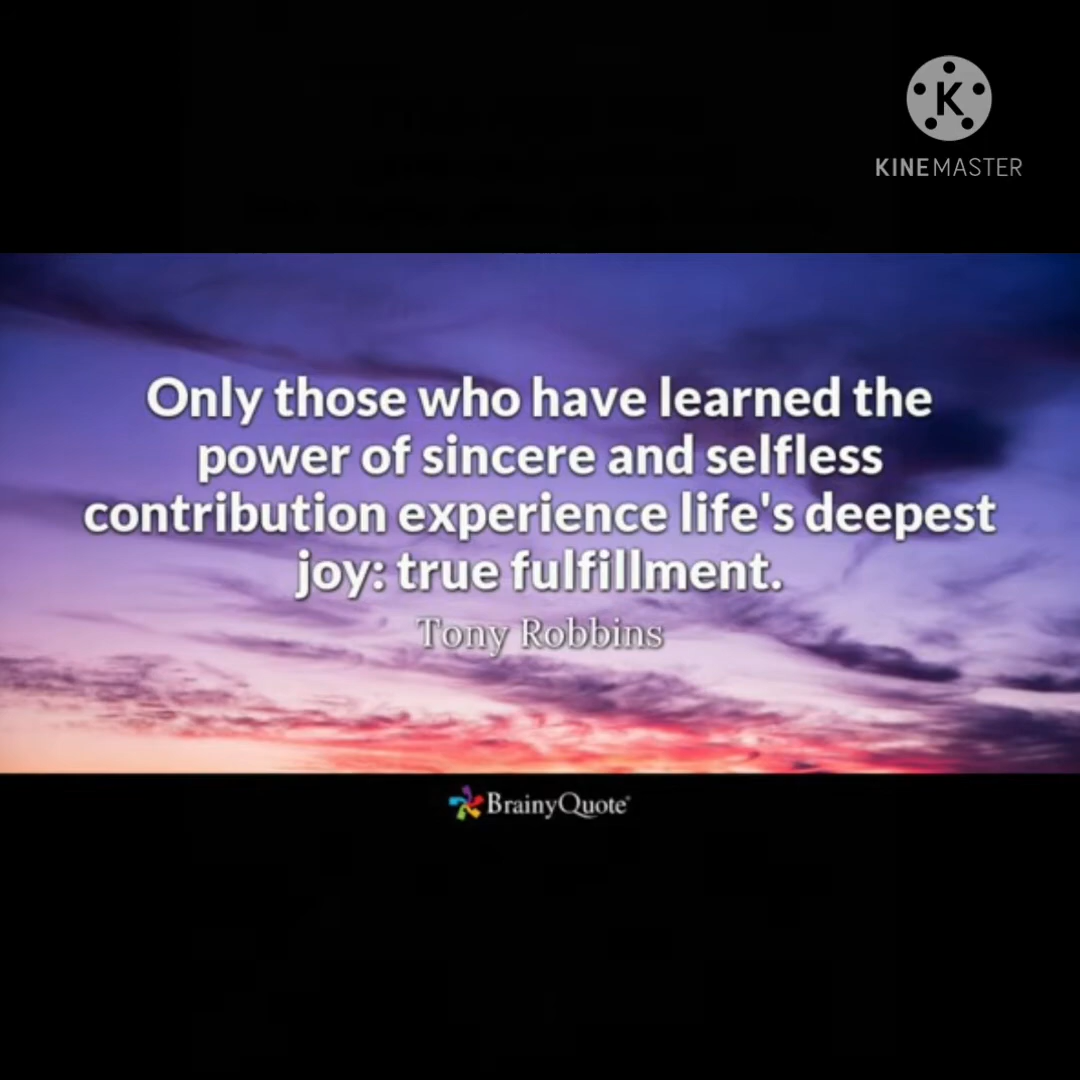 K
KINEMASTER
Only those who have learned the
power of sincere and selfless
contribution experience life's deepest
joy: true fulfillment.
Tony Robbins
BrainyQuote